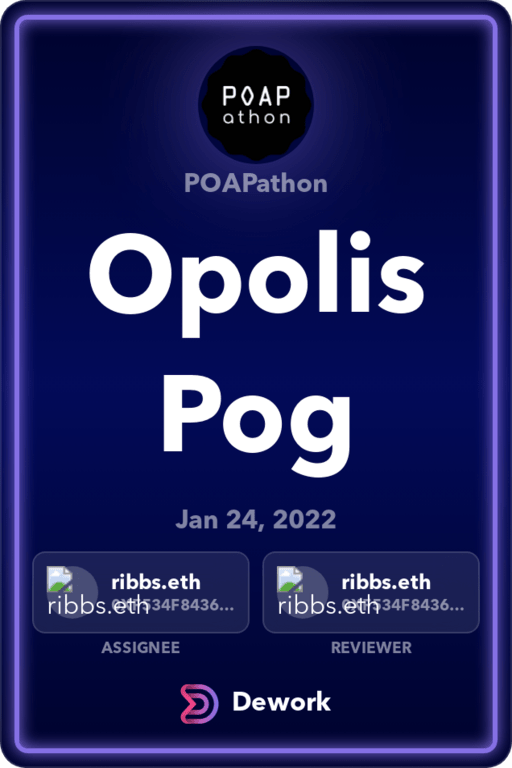 POAP
athon
POAPathon
Opolis
Pog
Jan 24, 2022
ribbs.eth
ribbs.eth
ribbs.eth
ribbs.eth
ASSIGNEE
REVIEWER
Dework